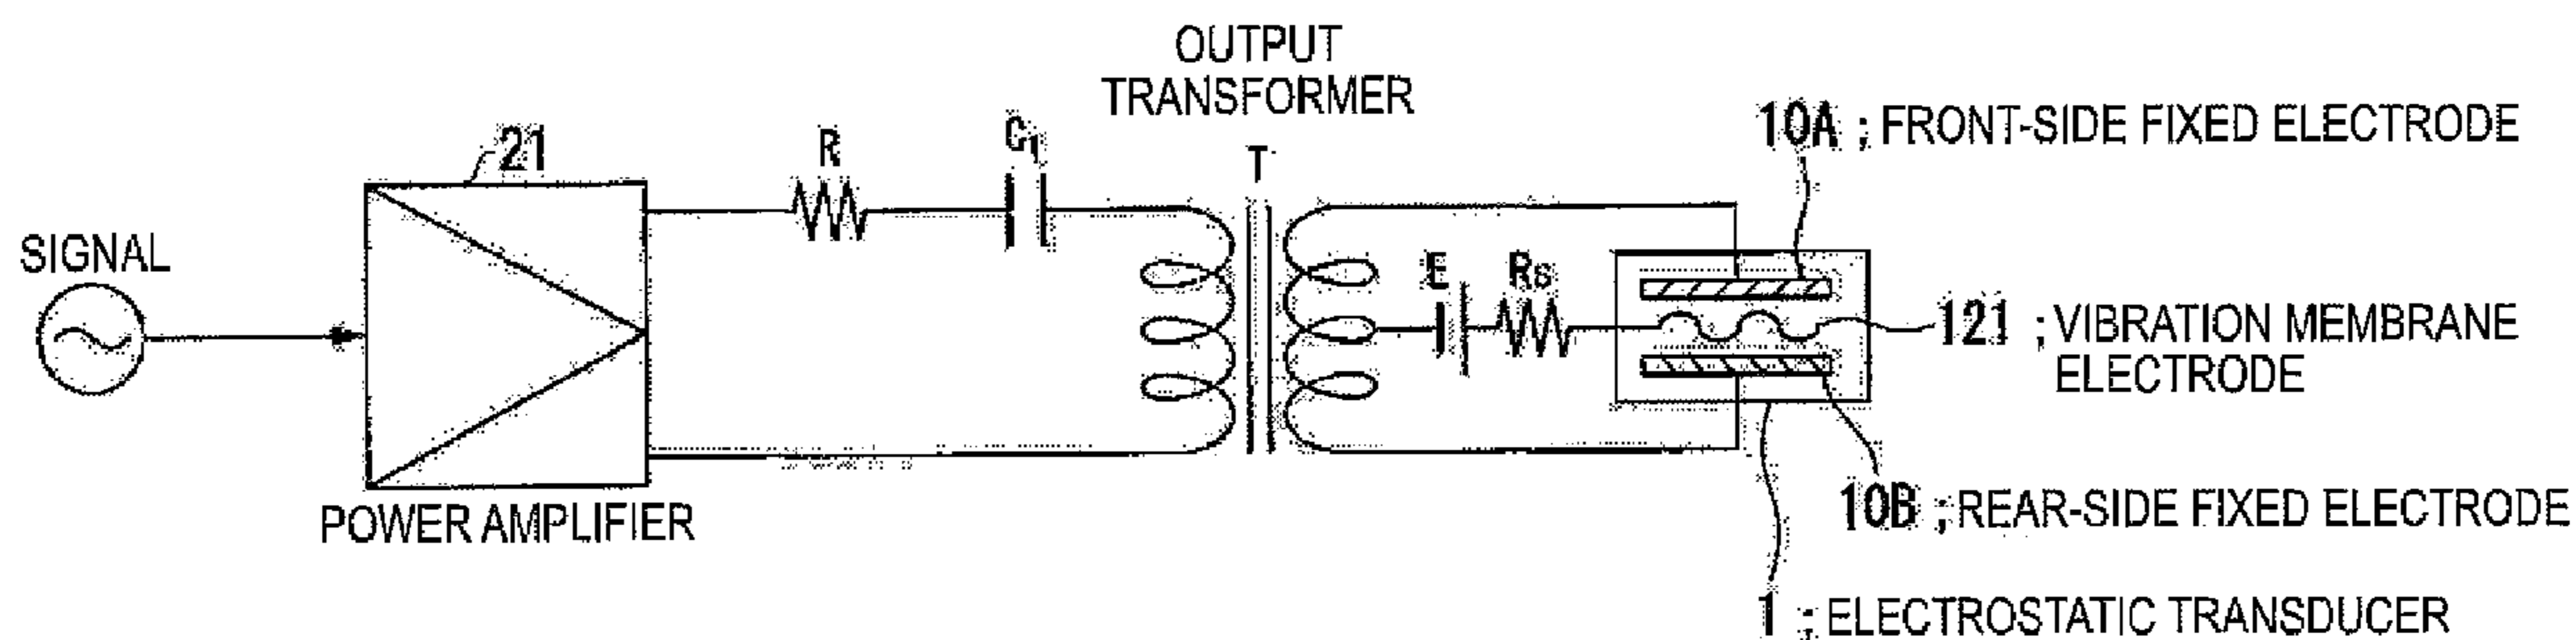 OUTPUT
TRANSFORMER
10A ; FRONT-SIDE FIXED ELECTRODE
21
R
C1
T
SIGNAL
E
RS
121 ; VIBRATION MEMBRANE
ELECTRODE
POWER AMPLIFIER
10B ; REAR-SIDE FIXED ELECTRODE
1 ; ELECTROSTATIC TRANSDUCER